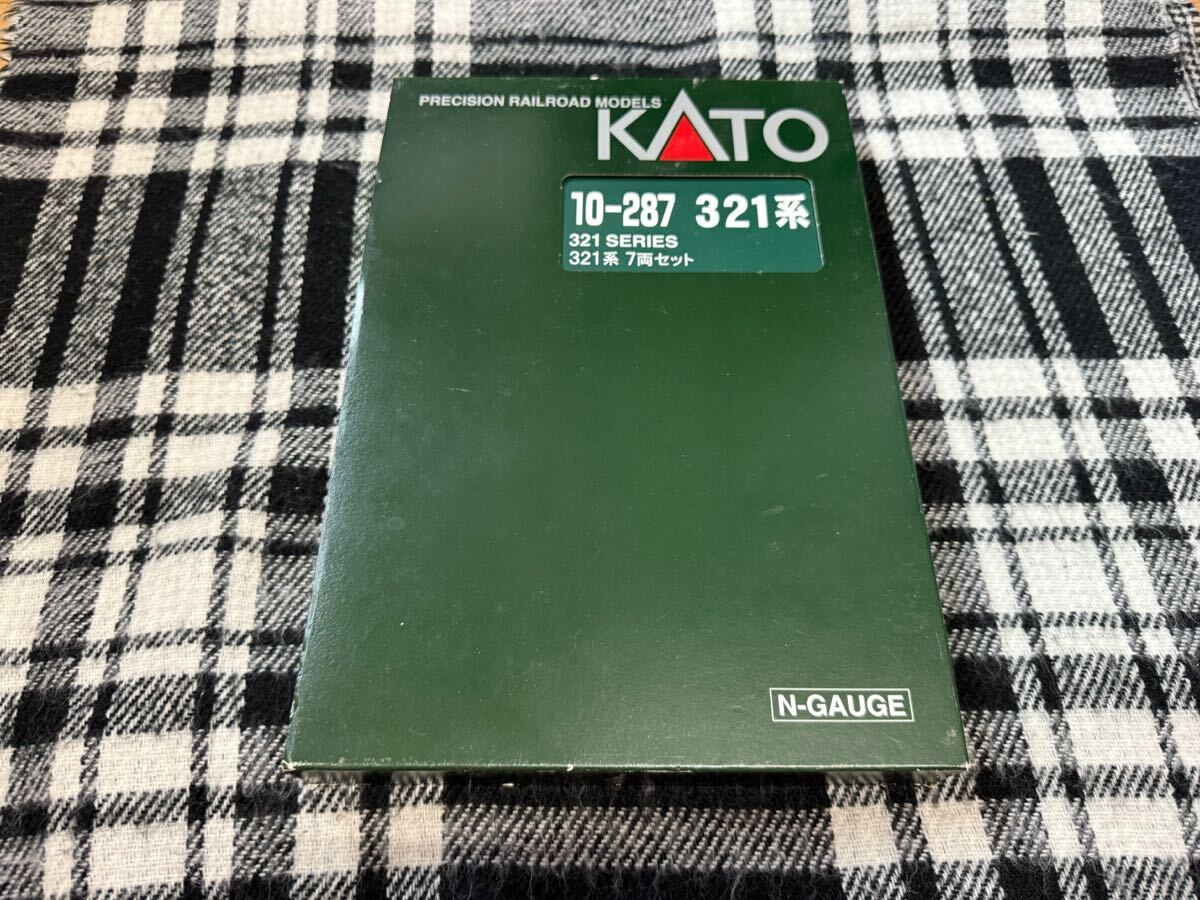 PRECISION RAILROAD MODELS
KATO
10-287 321系
321 SERIES
321系 7両セット
N-GAUGE